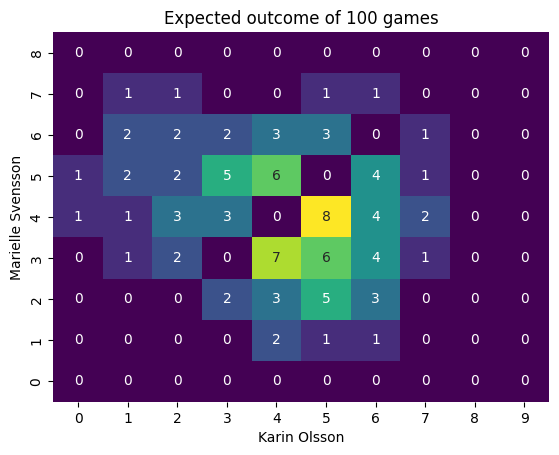 Expected outcome of 100 games
Marielle Svensson
8 0 0 0 0 0 0 0 0 0 0
7 0 1 1 0 0 1 1 0 0 0
6 0 2 2 2 3 3 0 1 0 0
5 1 2 2 5 6 0 4 1 0 0
4 1 1 3 3 0 8 4 2 0 0
3 0 1 2 0 7 6 4 1 0 0
2 0 0 0 2 3 5 3 0 0 0
1 0 0 0 0 2 1 1 0 0 0
0 0 0 0 0 0 0 0 0 0 0
0 1 2 3 4 5 6 7 8 9
Karin Olsson